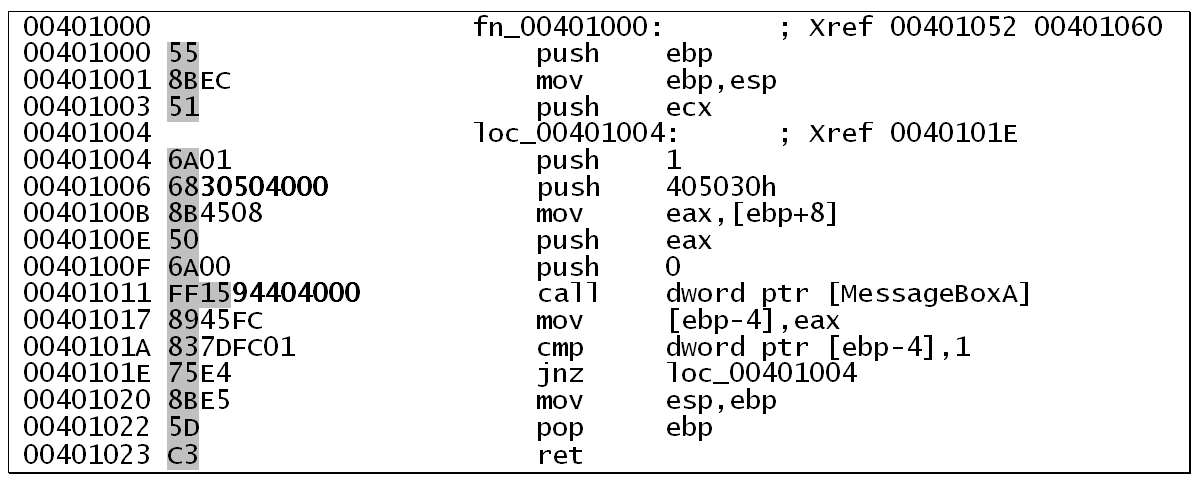 00401000 fn_00401000: ; Xref 00401052 00401060
00401000 55 push ebp
00401001 8BEC mov ebp,esp
00401003 51 push ecx
00401004 loc_00401004: ; Xref 0040101E
00401004 6A01 push 1
00401006 6830504000 push 405030h
0040100B 8B4508 mov eax,[ebp+8]
0040100E 50 push eax
0040100F 6A00 push 0
00401011 FF1594404000 call dword ptr [MessageBoxA]
00401017 8945FC mov [ebp-4],eax
0040101A 837DFC01 cmp dword ptr [ebp-4],1
0040101E 75E4 jnz loc_00401004
00401020 8BE5 mov esp,ebp
00401022 5D pop ebp
00401023 C3 ret